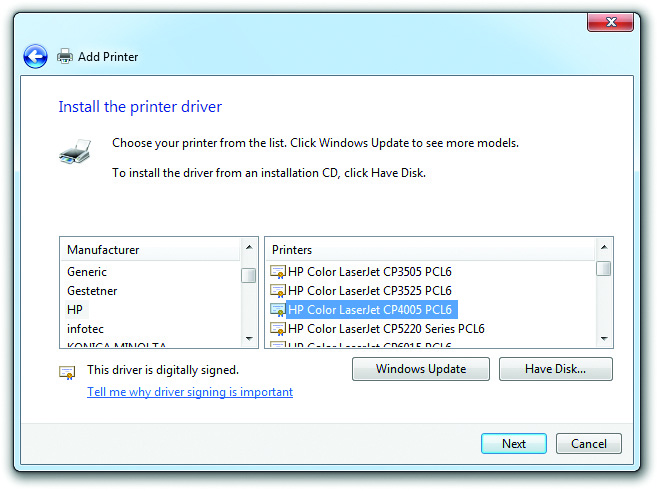 Add Printer
Install the printer driver
Choose your printer from the list. Click Windows Update to see more models.
To install the driver from an installation CD, click Have Disk.
Manufacturer
Generic
Gestetner
HP
infotec
KONICA MINOLTA
Printers
HP Color LaserJet CP3505 PCL6
HP Color LaserJet CP3525 PCL6
HP Color LaserJet CP4005 PCL6
HP Color LaserJet CP5220 Series PCL6
HP Color LaserJet CP6015 PCL6
This driver is digitally signed.
Tell me why driver signing is important
Windows Update
Have Disk...
Next
Cancel